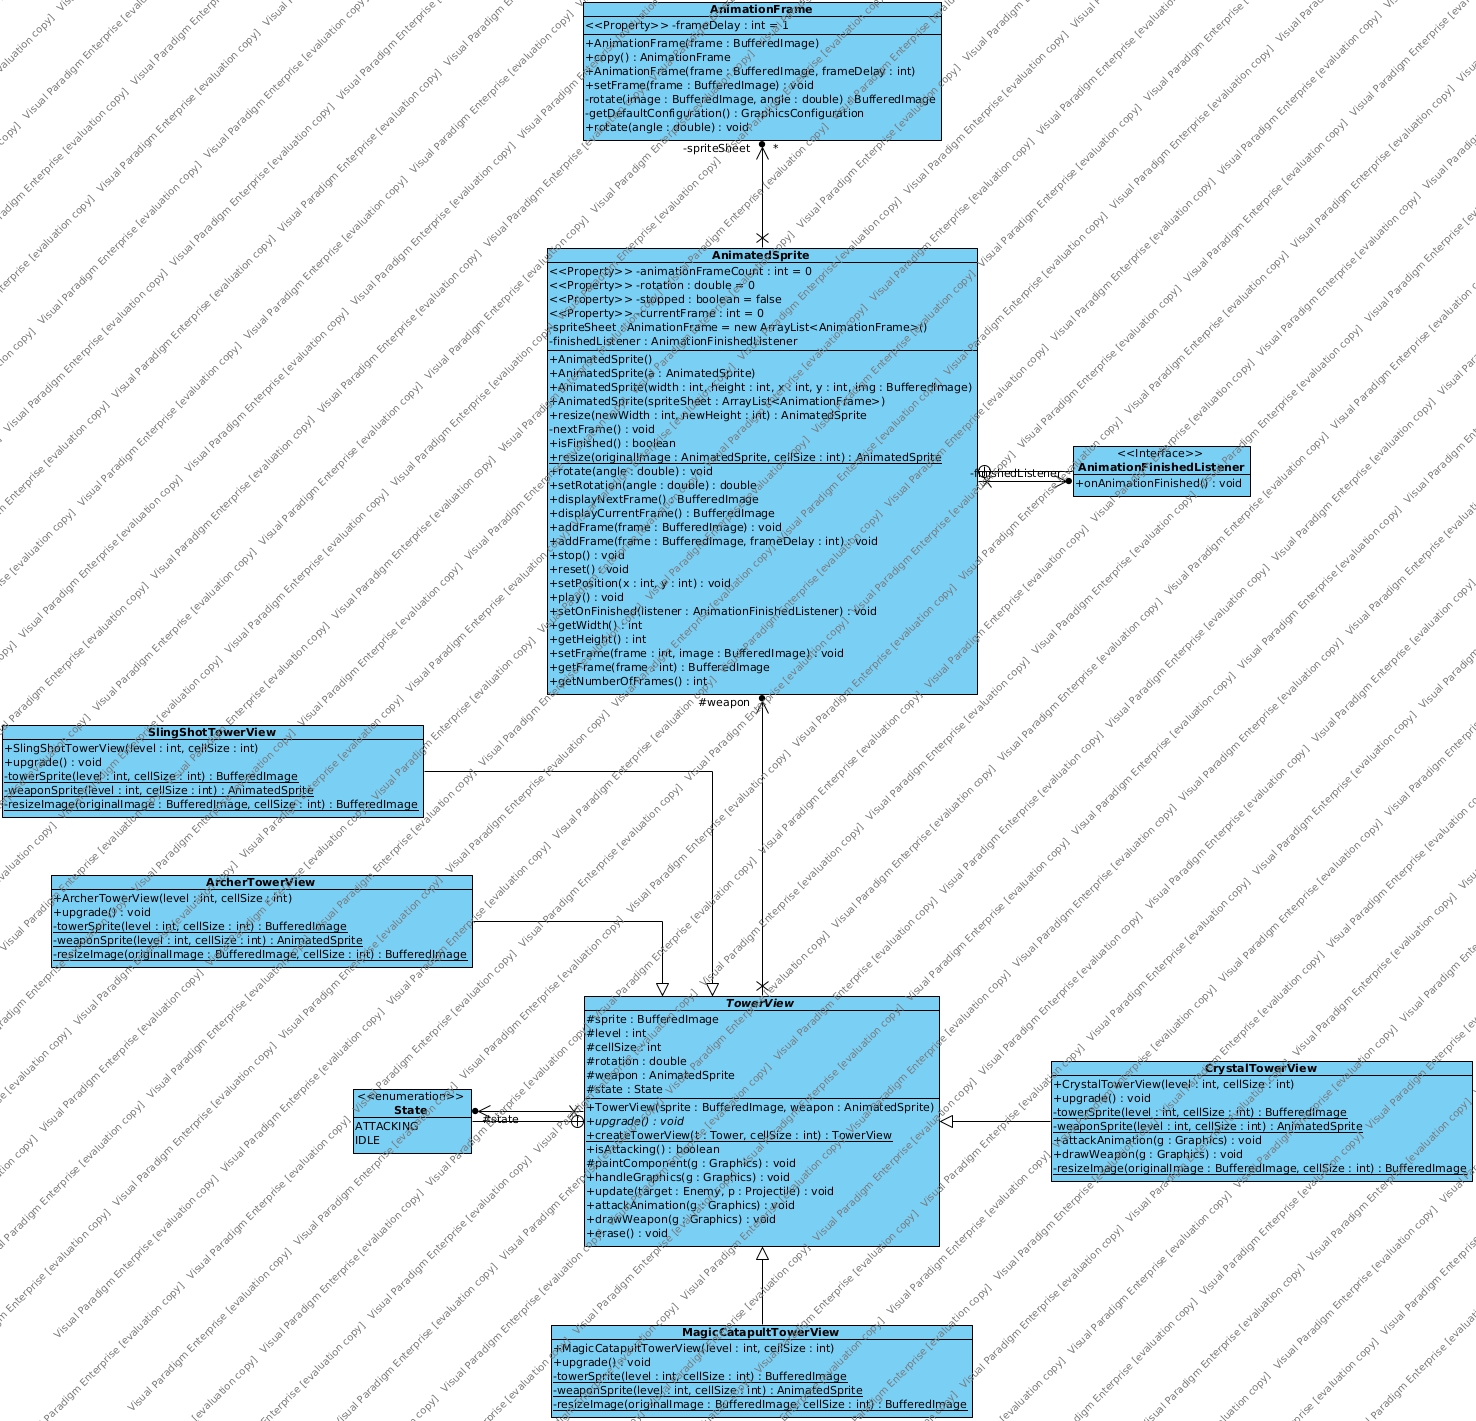 AnimationFrame
<<Property>> -frameDelay : int = 1
+AnimationFrame(frame : BufferedImage)
+copy() : AnimationFrame
+AnimationFrame(frame : BufferedImage, frameDelay : int)
+setFrame(frame : BufferedImage) : void
-rotate(image : BufferedImage, angle : double) : BufferedImage
-getDefaultConfiguration() : GraphicsConfiguration
+rotate(angle : double) : void
-spriteSheet *
AnimatedSprite
<<Property>> -animationFrameCount : int = 0
<<Property>> -rotation : double = 0
<<Property>> -stopped : boolean = false
<<Property>> -currentFrame : int = 0
-spriteSheet : AnimationFrame = new ArrayList<AnimationFrame>()
-finishedListener : AnimationFinishedListener
+AnimatedSprite()
+AnimatedSprite(a : AnimatedSprite)
+AnimatedSprite(width : int, height : int, x : int, y : int, img : BufferedImage)
+AnimatedSprite(spriteSheet : ArrayList<AnimationFrame>)
+resize(newWidth : int, newHeight : int) : AnimatedSprite
-nextFrame() : void
+isFinished() : boolean
+resize(originalImage : AnimatedSprite, cellSize : int) : AnimatedSprite
+rotate(angle : double) : void
+setRotation(angle : double) : double
+displayNextFrame() : BufferedImage
+displayCurrentFrame() : BufferedImage
+addFrame(frame : BufferedImage) : void
+addFrame(frame : BufferedImage, frameDelay : int) : void
+stop() : void
+reset() : void
+setPosition(x : int, y : int) : void
+play() : void
+setOnFinished(listener : AnimationFinishedListener) : void
+getWidth() : int
+getHeight() : int
+setFrame(frame : int, image : BufferedImage) : void
+getFrame(frame : int) : BufferedImage
+getNumberOfFrames() : int
-finishedListener
<<Interface>>
AnimationFinishedListener
+onAnimationFinished() : void
#weapon
SlingShotTowerView
+SlingShotTowerView(level : int, cellSize : int)
+upgrade() : void
-towerSprite(level : int, cellSize : int) : BufferedImage
-weaponSprite(level : int, cellSize : int) : AnimatedSprite
-resizeImage(originalImage : BufferedImage, cellSize : int) : BufferedImage
ArcherTowerView
+ArcherTowerView(level : int, cellSize : int)
+upgrade() : void
-towerSprite(level : int, cellSize : int) : BufferedImage
-weaponSprite(level : int, cellSize : int) : AnimatedSprite
-resizeImage(originalImage : BufferedImage, cellSize : int) : BufferedImage
TowerView
#sprite : BufferedImage
#level : int
#cellSize : int
#rotation : double
#weapon : AnimatedSprite
#state : State
+TowerView(sprite : BufferedImage, weapon : AnimatedSprite)
+upgrade() : void
+createTowerView(t : Tower, cellSize : int) : TowerView
+isAttacking() : boolean
#paintComponent(g : Graphics) : void
+handleGraphics(g : Graphics) : void
+update(target : Enemy, p : Projectile) : void
+attackAnimation(g : Graphics) : void
+drawWeapon(g : Graphics) : void
+erase() : void
<<enumeration>>
State
ATTACKING
IDLE
#state
CrystalTowerView
+CrystalTowerView(level : int, cellSize : int)
+upgrade() : void
-towerSprite(level : int, cellSize : int) : BufferedImage
-weaponSprite(level : int, cellSize : int) : AnimatedSprite
+attackAnimation(g : Graphics) : void
+drawWeapon(g : Graphics) : void
-resizeImage(originalImage : BufferedImage, cellSize : int) : BufferedImage
MagicCatapultTowerView
+MagicCatapultTowerView(level : int, cellSize : int)
+upgrade() : void
-towerSprite(level : int, cellSize : int) : BufferedImage
-weaponSprite(level : int, cellSize : int) : AnimatedSprite
-resizeImage(originalImage : BufferedImage, cellSize : int) : BufferedImage
Visual Paradigm Enterprise [evaluation copy]